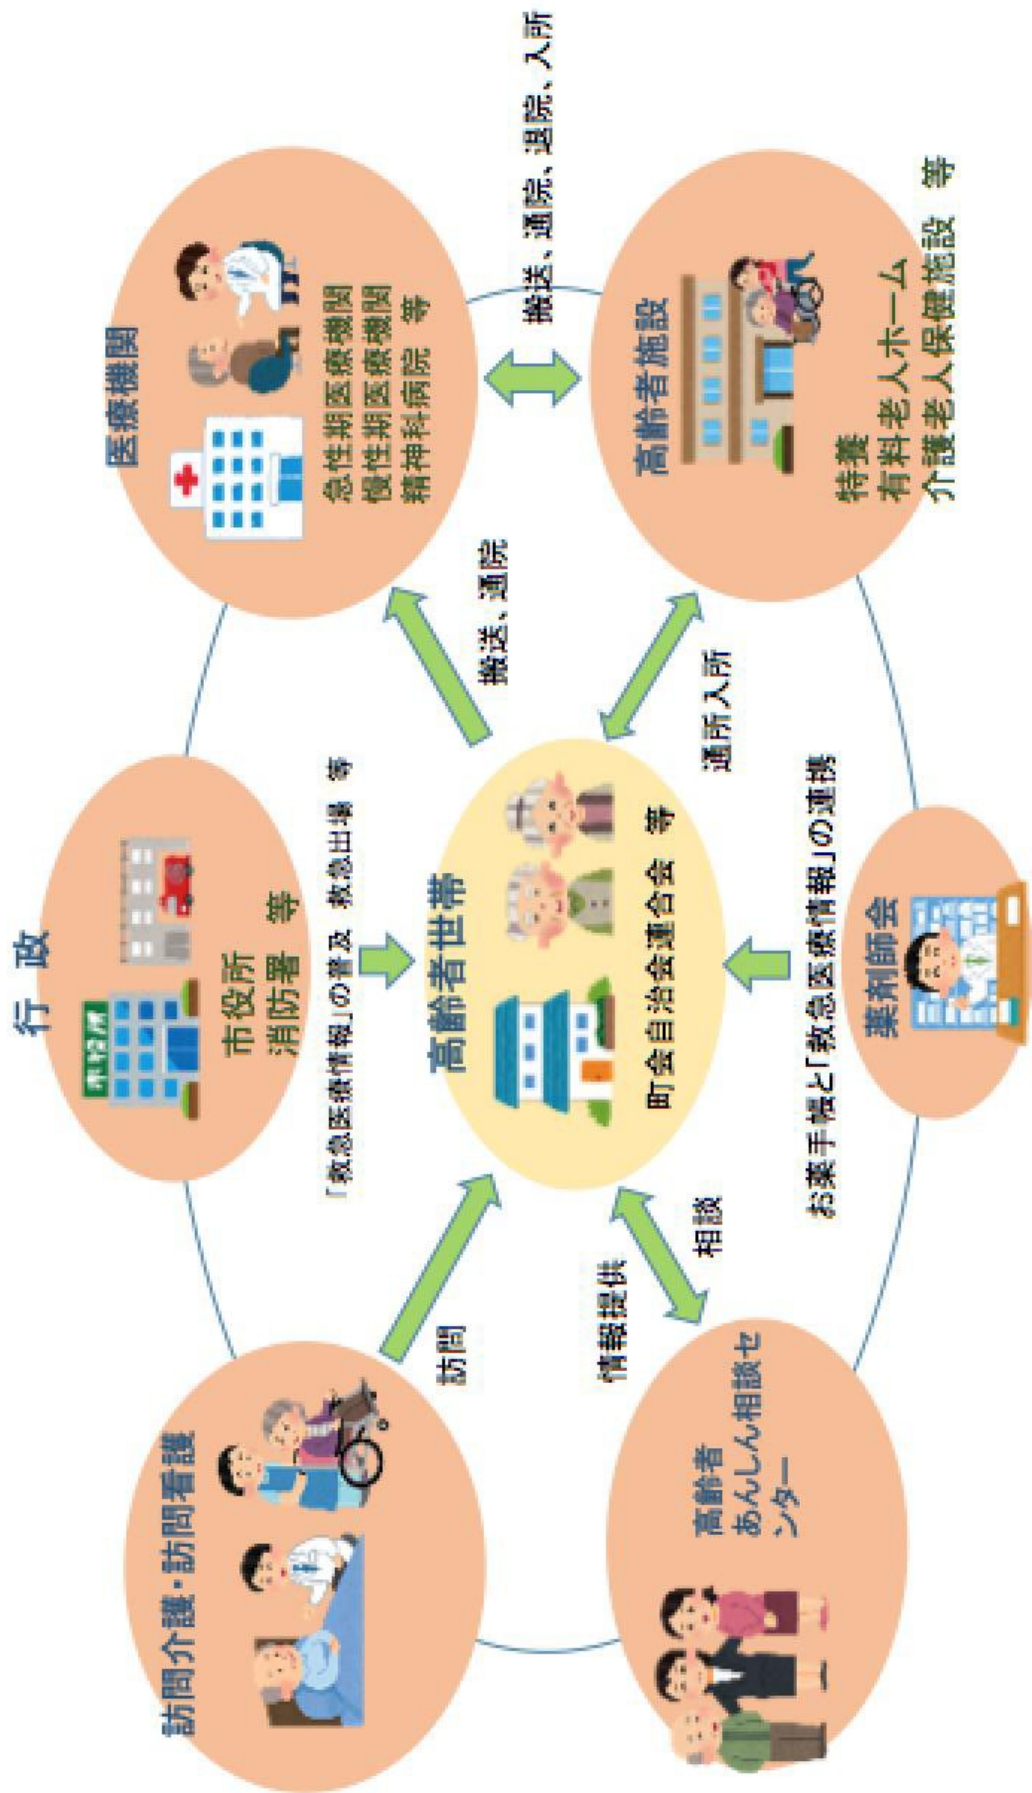 行 政
市役所
市役所
消防署 等
医療機関
急性期医療機関
慢性期医療機関
精神科病院 等
訪問介護・訪問看護
「救急医療情報」の普及 救急出場 等
訪問
搬送、通院
搬送、通院、退院、入所
高齢者世帯
町会自治会連合会 等
情報提供
相談
通所入所
お薬手帳と「救急医療情報」の連携
高齢者
あんしん相談セ
ンター
薬剤師会
高齢者施設
特養
有料老人ホーム
介護老人保健施設 等